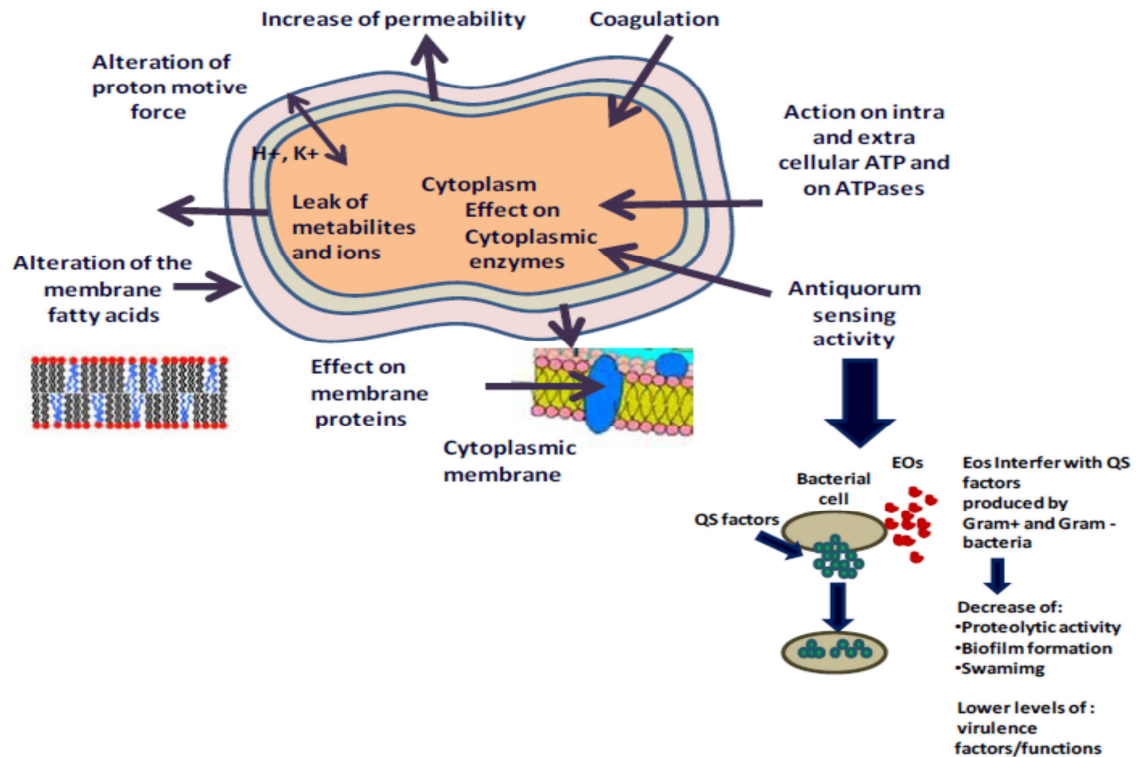 Increase of permeability
Coagulation
Alteration of
proton motive
force
H+, K+
Action on intra
and extra
cellular ATP and
on ATPases
Cytoplasm
Effect on
Cytoplasmic
enzymes
Leak of
metabilites
and ions
Alteration of the
membrane
fatty acids
Antiquorum
sensing
activity
Effect on
membrane
proteins
Cytoplasmic
membrane
EOs
Bacterial
cell
QS factors
Eos Interfer with QS
factors
produced by
Gram+ and Gram -
bacteria
Decrease of:
•Proteolytic activity
•Biofilm formation
•Swamimg
Lower levels of :
virulence
factors/functions